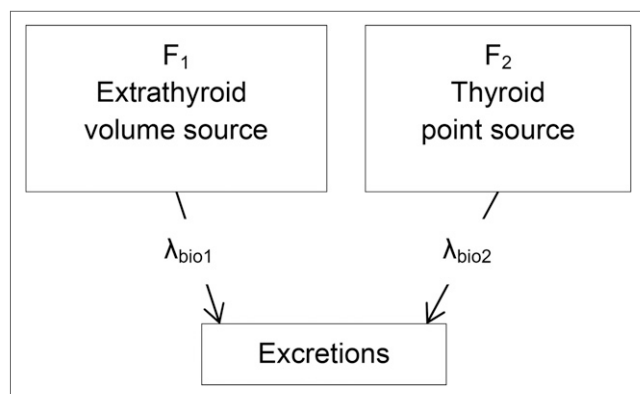 F₁
Extrathyroid
volume source
F₂
Thyroid
point source
λbio1
λbio2
Excretions